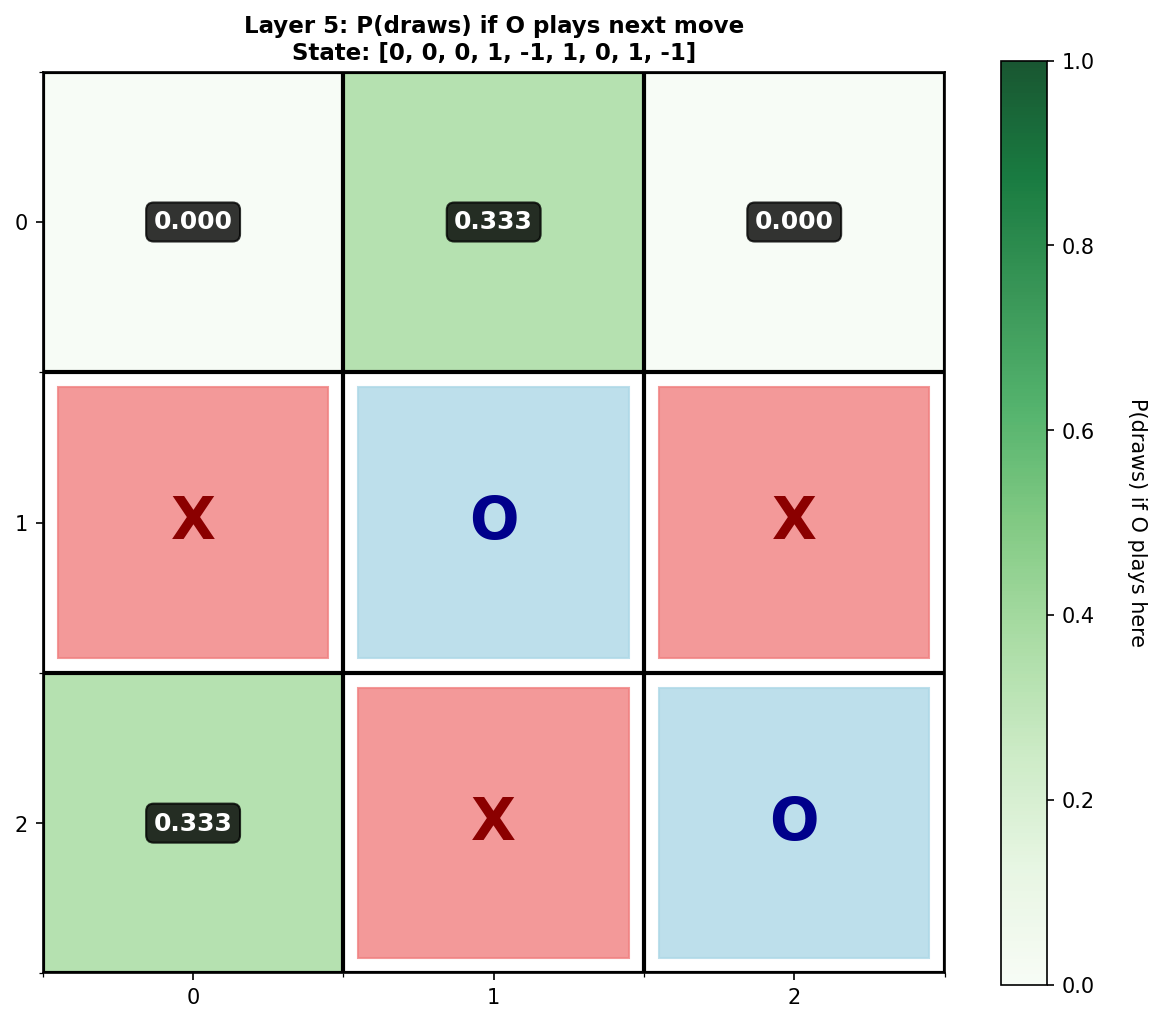 Layer 5: P(draws) if O plays next move
State: [0, 0, 0, 1, -1, 1, 0, 1, -1]
0
0.000
0.333
0.000
1
X
O
X
2
0.333
X
O
0
1
2
1.0
0.8
0.6
0.4
0.2
0.0
P(draws) if O plays here